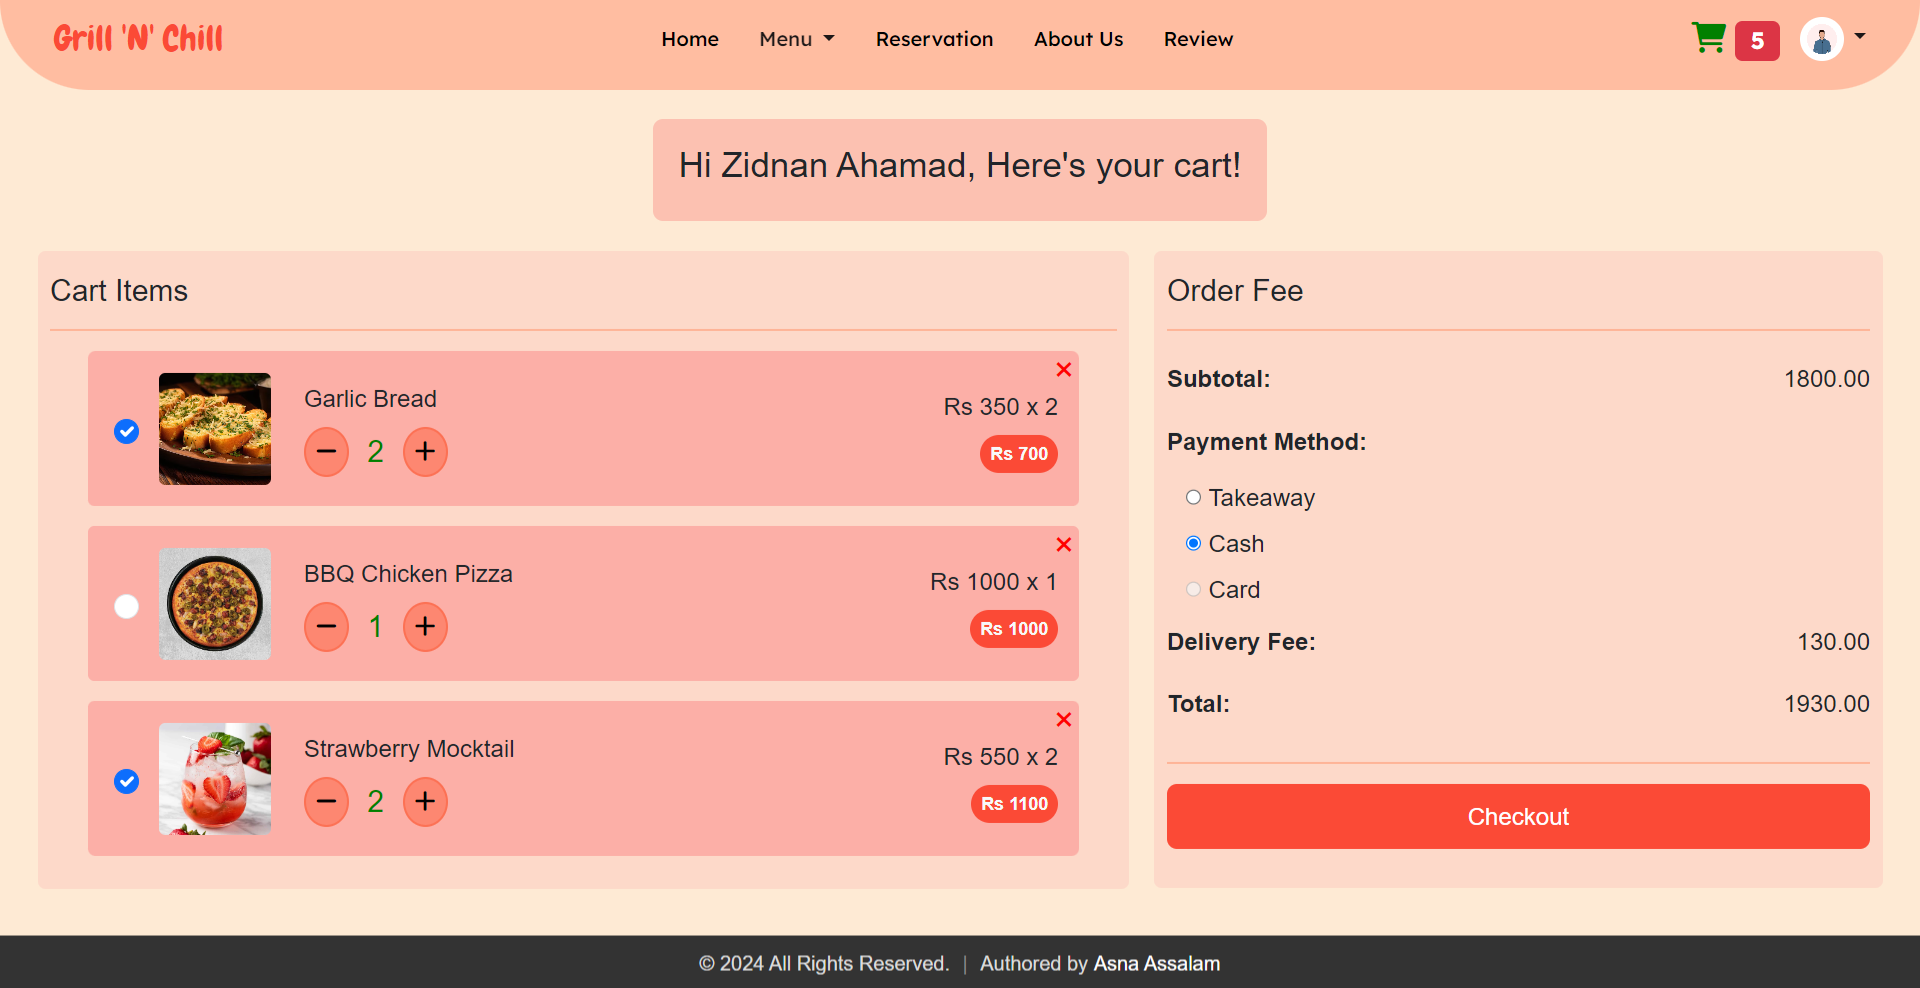 Grill 'N' Chill
Home Menu Reservation About Us Review
5
Hi Zidnan Ahamad, Here's your cart!
Cart Items
Garlic Bread
2
Rs 350 x 2
Rs 700
BBQ Chicken Pizza
1
Rs 1000 x 1
Rs 1000
Strawberry Mocktail
2
Rs 550 x 2
Rs 1100
Order Fee
Subtotal: 1800.00
Payment Method:
Takeaway
Cash
Card
Delivery Fee: 130.00
Total: 1930.00
Checkout
© 2024 All Rights Reserved. | Authored by Asna Assalam